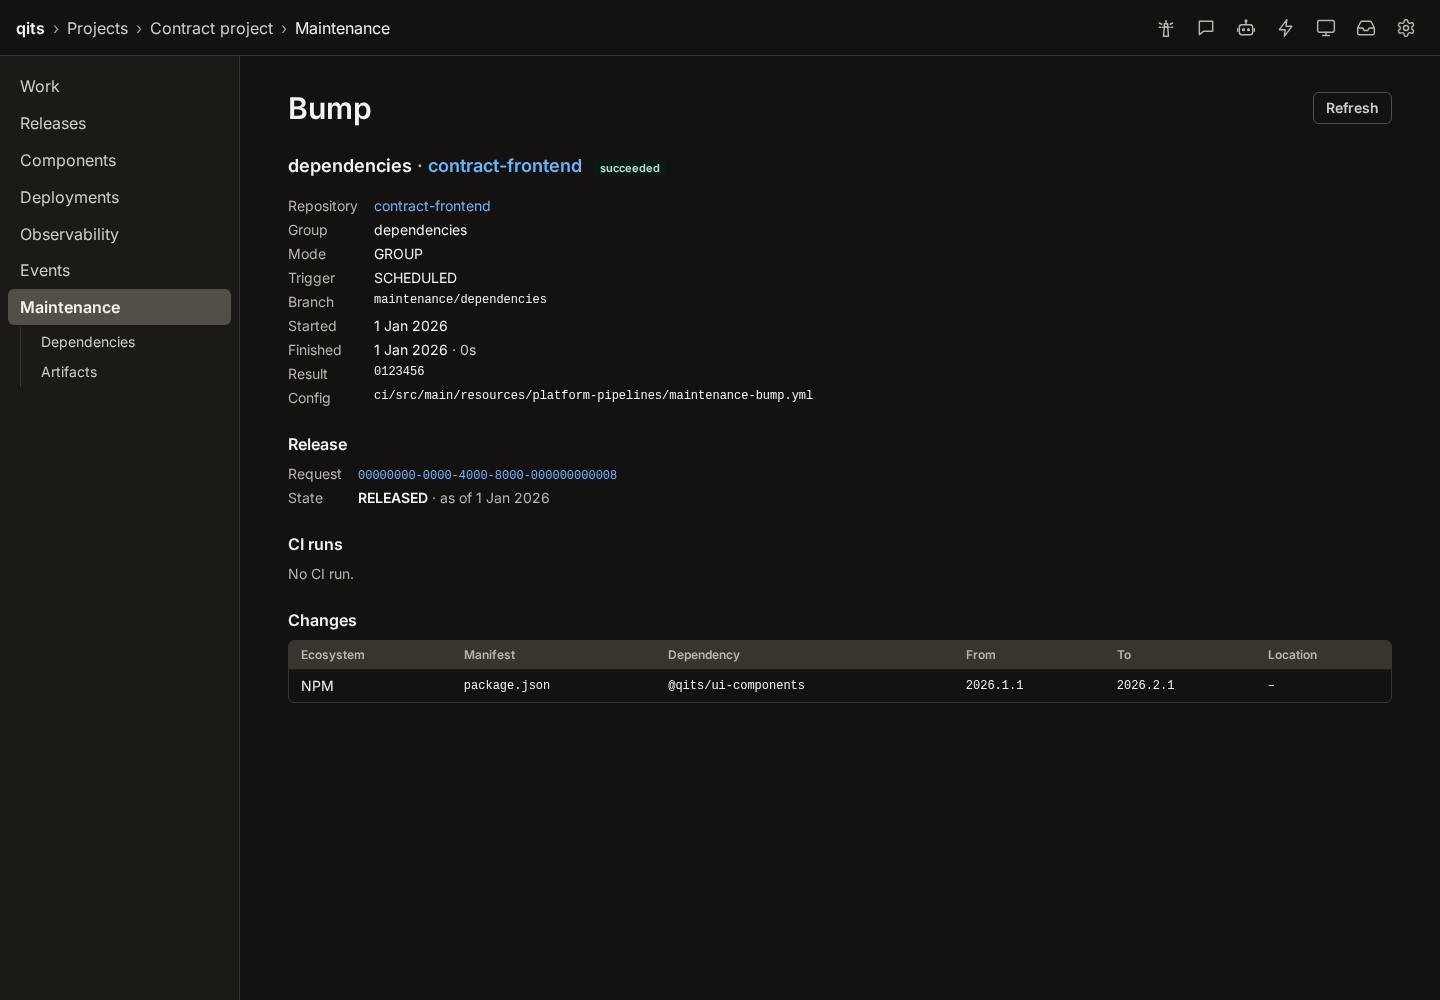 qits › Projects › Contract project › Maintenance
Work
Releases
Components
Deployments
Observability
Events
Maintenance
Dependencies
Artifacts
Bump
Refresh
dependencies · contract-frontend succeeded
Repository contract-frontend
Group dependencies
Mode GROUP
Trigger SCHEDULED
Branch maintenance/dependencies
Started 1 Jan 2026
Finished 1 Jan 2026 · 0s
Result 0123456
Config ci/src/main/resources/platform-pipelines/maintenance-bump.yml
Release
Request 00000000-0000-4000-8000-000000000008
State RELEASED · as of 1 Jan 2026
CI runs
No CI run.
Changes
Ecosystem Manifest Dependency From To Location
NPM package.json @qits/ui-components 2026.1.1 2026.2.1 –